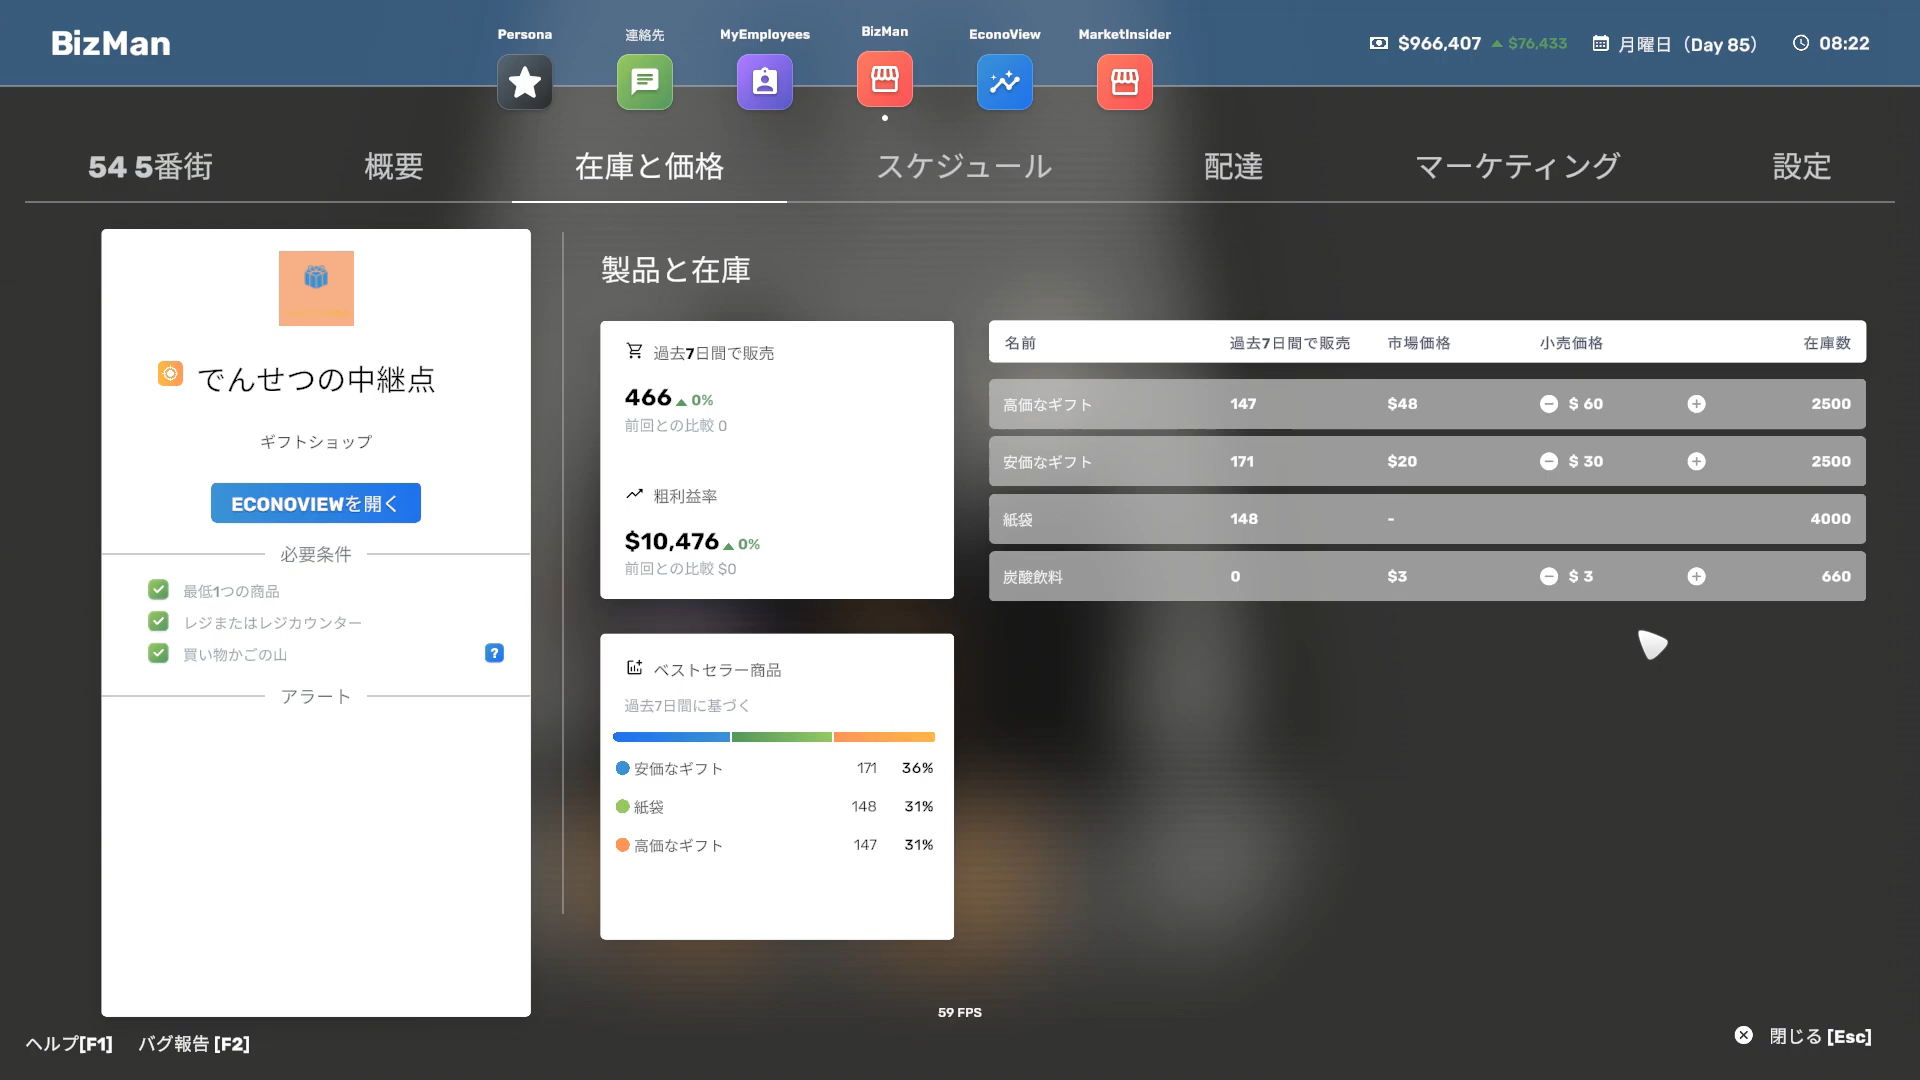 BizMan
Persona
連絡先
MyEmployees
BizMan
EconoView
MarketInsider
$966,407 ▲ $76,433
月曜日（Day 85）
08:22
54 5番街
概要
在庫と価格
スケジュール
配達
マーケティング
設定
でんせつの中継点
ギフトショップ
ECONOVIEWを開く
必要条件
最低1つの商品
レジまたはレジカウンター
買い物かごの山
?
アラート
製品と在庫
過去7日間で販売
466 ▲ 0%
前回との比較 0
粗利益率
$10,476 ▲ 0%
前回との比較 $0
ベストセラー商品
過去7日間に基づく
安価なギフト 171 36%
紙袋 148 31%
高価なギフト 147 31%
名前 過去7日間で販売 市場価格 小売価格 在庫数
高価なギフト 147 $48 $ 60 2500
安価なギフト 171 $20 $ 30 2500
紙袋 148 - 4000
炭酸飲料 0 $3 $ 3 660
59 FPS
ヘルプ[F1] バグ報告 [F2]
閉じる [Esc]